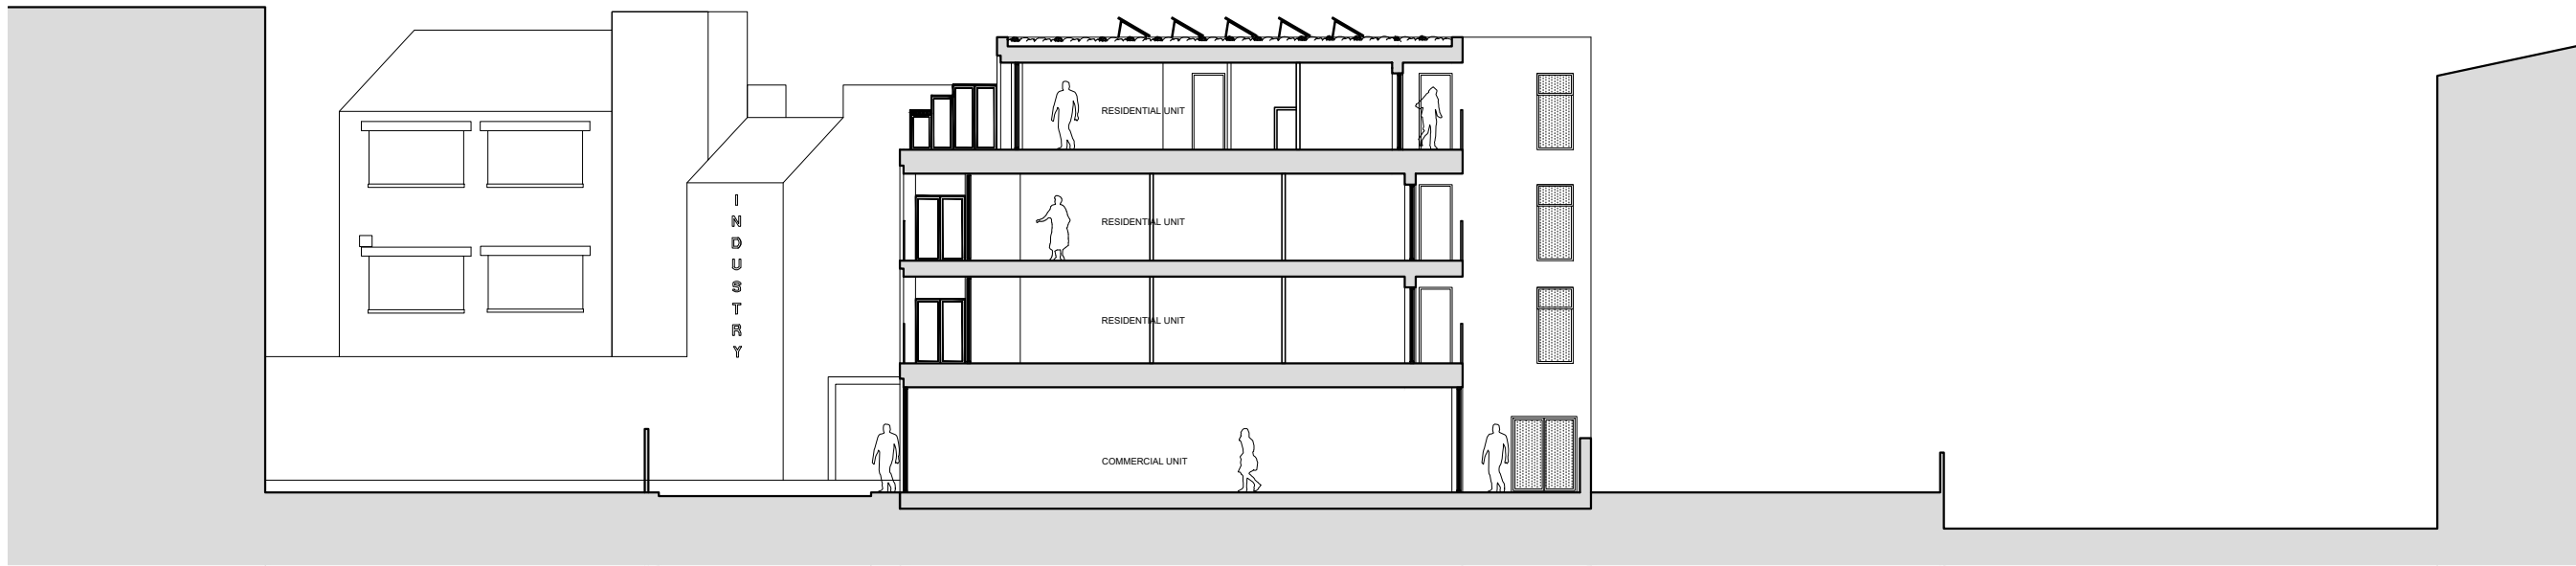 RESIDENTIAL UNIT
INDUSTRY
RESIDENTIAL UNIT
RESIDENTIAL UNIT
COMMERCIAL UNIT